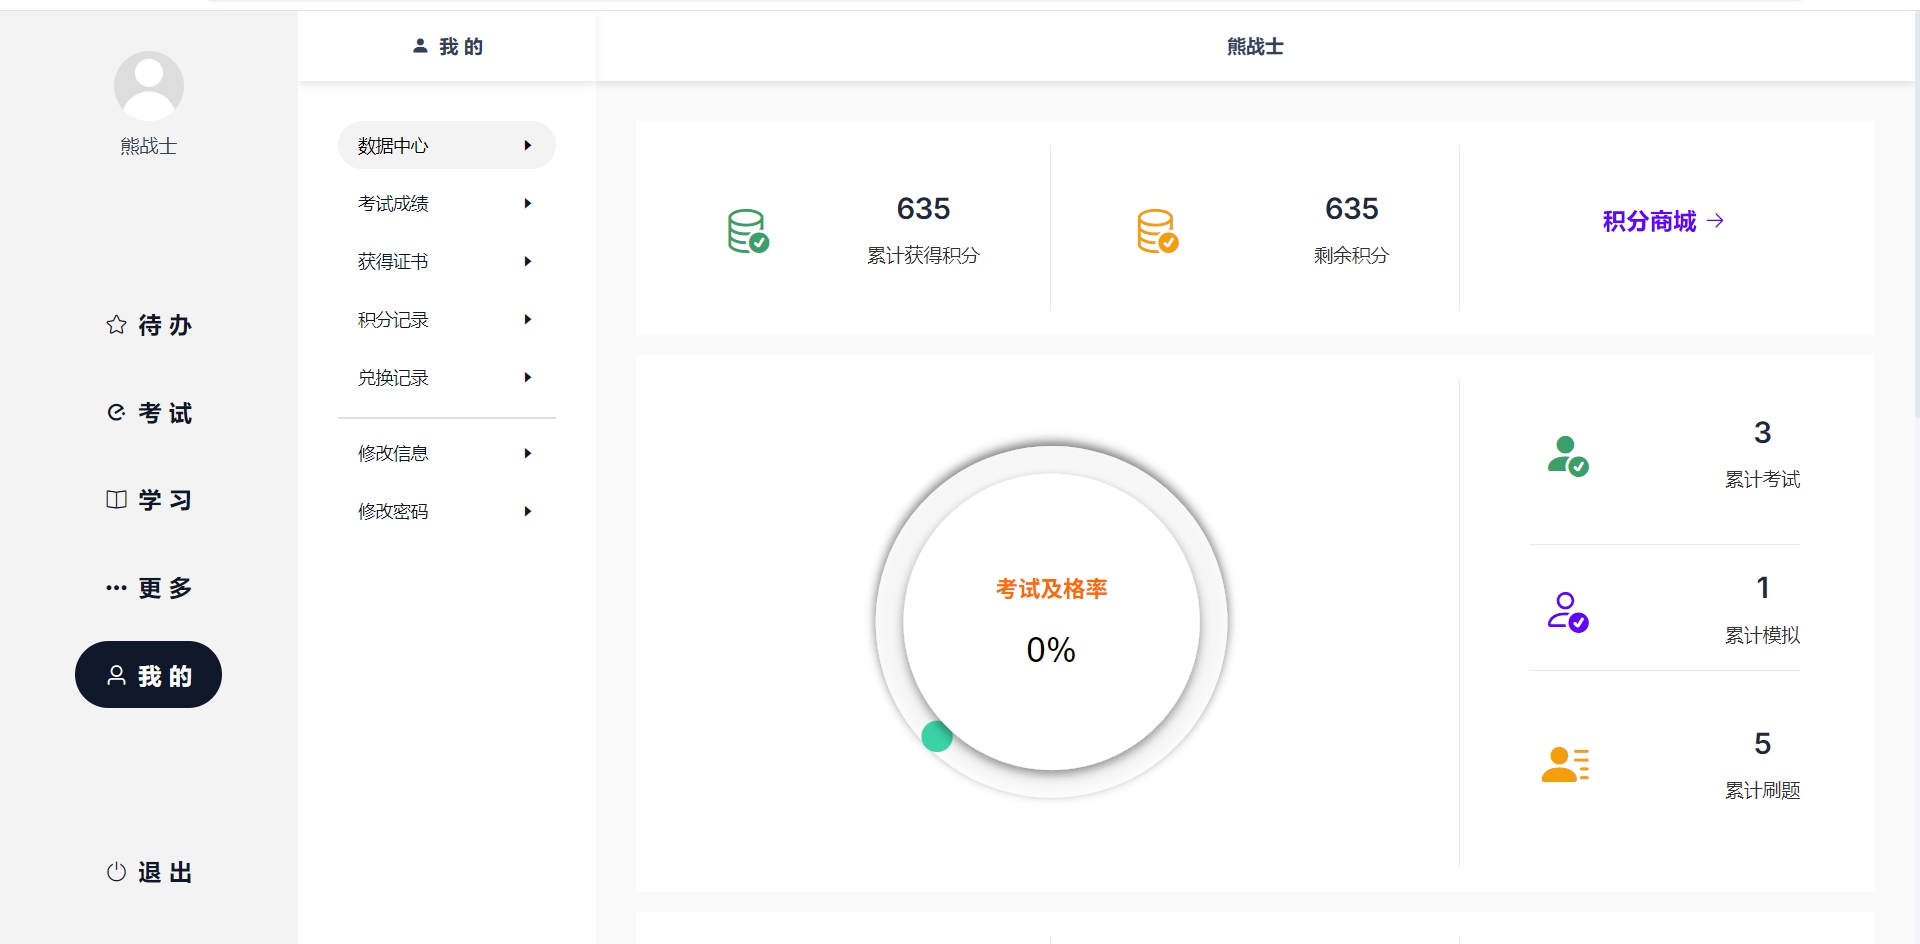 熊战士
待 办
考 试
学 习
更 多
我 的
退 出
我 的
数据中心
考试成绩
获得证书
积分记录
兑换记录
修改信息
修改密码
熊战士
635
累计获得积分
635
剩余积分
积分商城
考试及格率
0%
3
累计考试
1
累计模拟
5
累计刷题